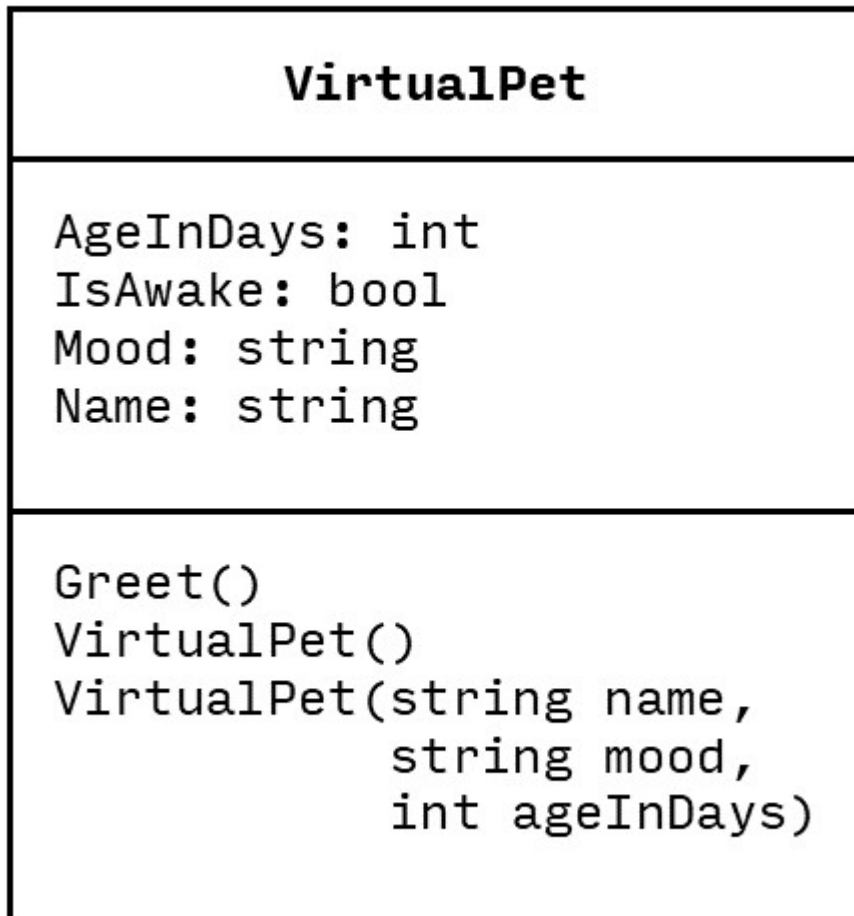 VirtualPet
AgeInDays: int
IsAwake: bool
Mood: string
Name: string
Greet()
VirtualPet()
VirtualPet(string name,
string mood,
int ageInDays)